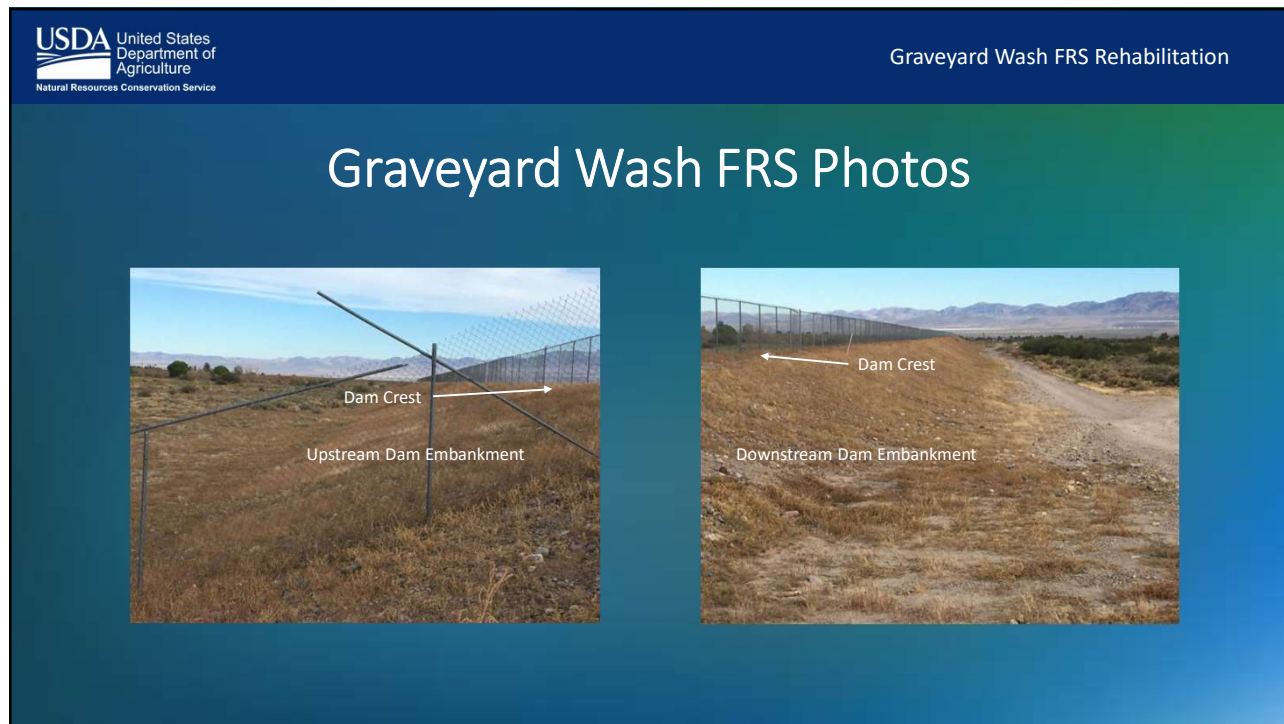 USDA
United States
Department of
Agriculture
Natural Resources Conservation Service
Graveyard Wash FRS Rehabilitation
Graveyard Wash FRS Photos
Dam Crest
Upstream Dam Embankment
Dam Crest
Downstream Dam Embankment